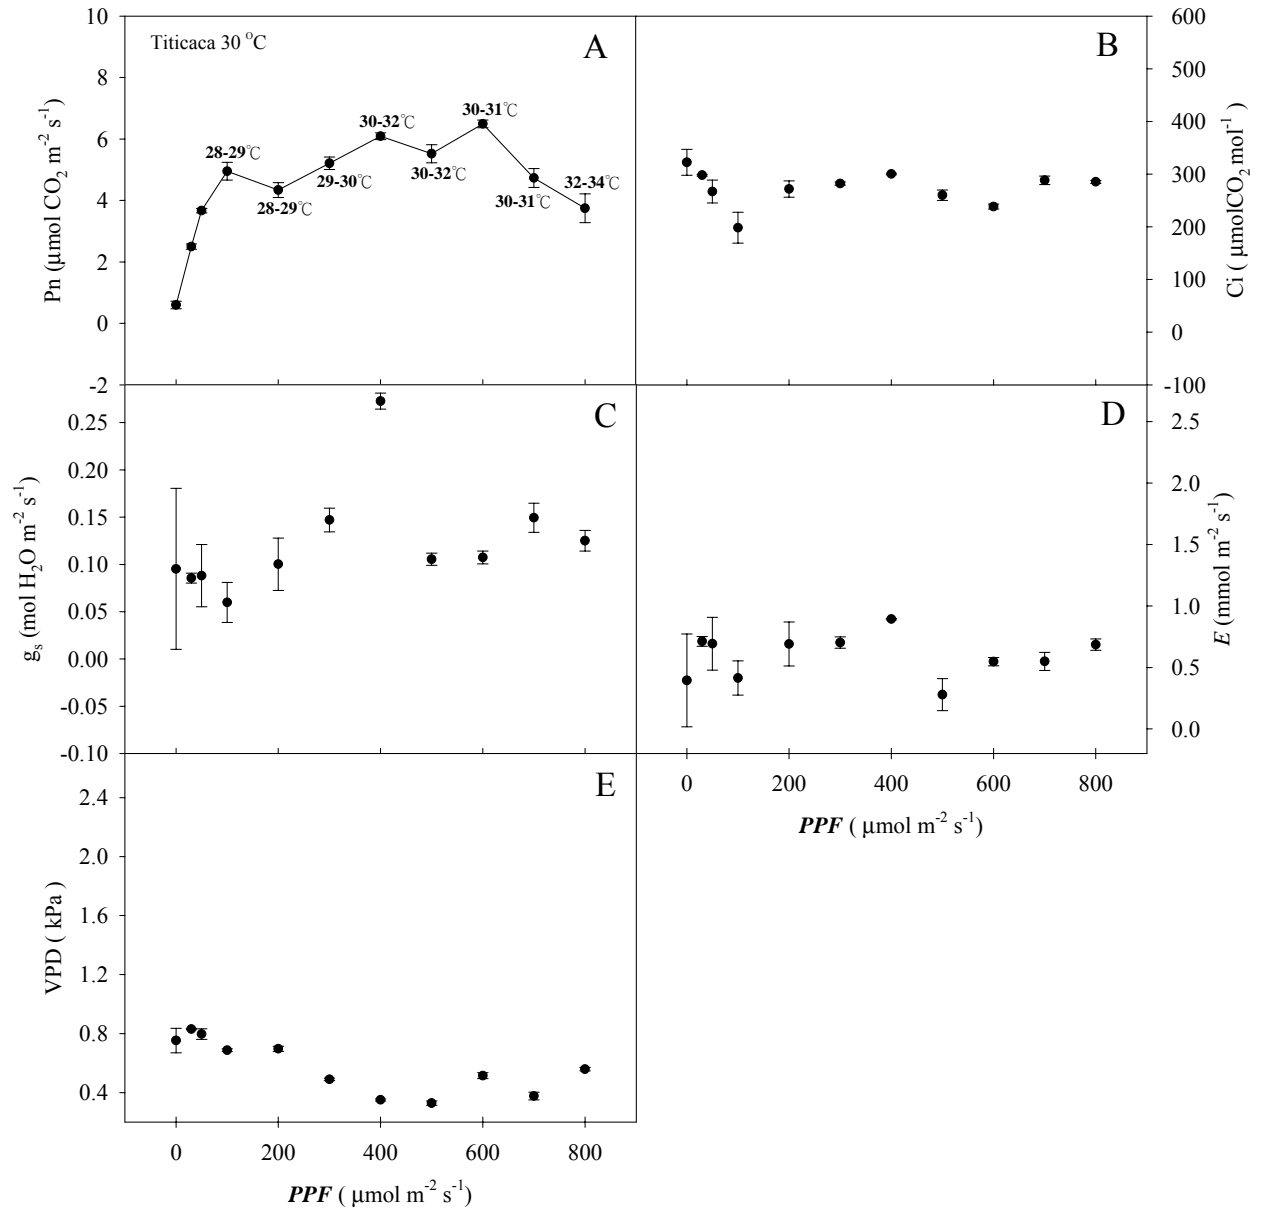 Titicaca 30 °C
A
10
8
6
4
2
0
-2
Pn (μmol CO2 m-2 s-1)
28-29℃
28-29℃
29-30℃
30-32℃
30-32℃
30-31℃
30-31℃
32-34℃
B
600
500
400
300
200
100
0
-100
Ci ( μmolCO2 mol-1)
C
0.25
0.20
0.15
0.10
0.05
0.00
-0.05
-0.10
gs (mol H2O m-2 s-1)
D
2.5
2.0
1.5
1.0
0.5
0.0
E (mmol m-2 s-1)
0 200 400 600 800
PPF ( μmol m-2 s-1)
E
2.4
2.0
1.6
1.2
0.8
0.4
VPD ( kPa )
0 200 400 600 800
PPF ( μmol m-2 s-1)